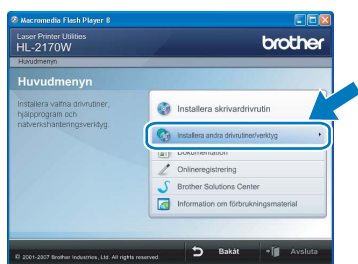 Macromedia Flash Player 8
Laser Printer Utilities
HL-2170W
brother
Huvudmenyn
Huvudmenyn
Installera valfria drivrutiner,
hjälpprogram och
nätverkshanteringsverktyg.
Installera skrivardrivrutin
Installera andra drivrutiner/verktyg
Dokumentation
Onlineregistrering
Brother Solutions Center
Information om förbrukningsmaterial
© 2001-2007 Brother Industries, Ltd. All rights reserved.
Bakåt
Avsluta